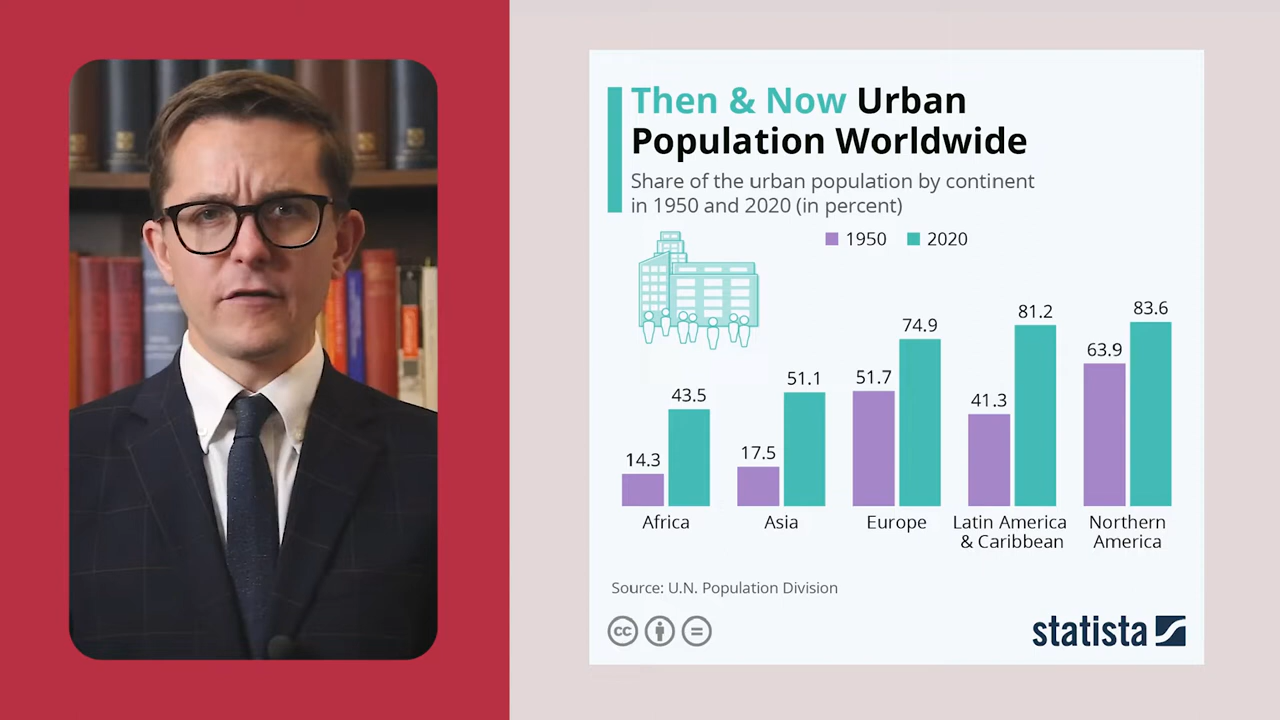 Then & Now Urban
Population Worldwide
Share of the urban population by continent
in 1950 and 2020 (in percent)
1950 2020
14.3 43.5 17.5 51.1 51.7 74.9 41.3 81.2 63.9 83.6
Africa Asia Europe Latin America & Caribbean Northern America
Source: U.N. Population Division
cc
statista